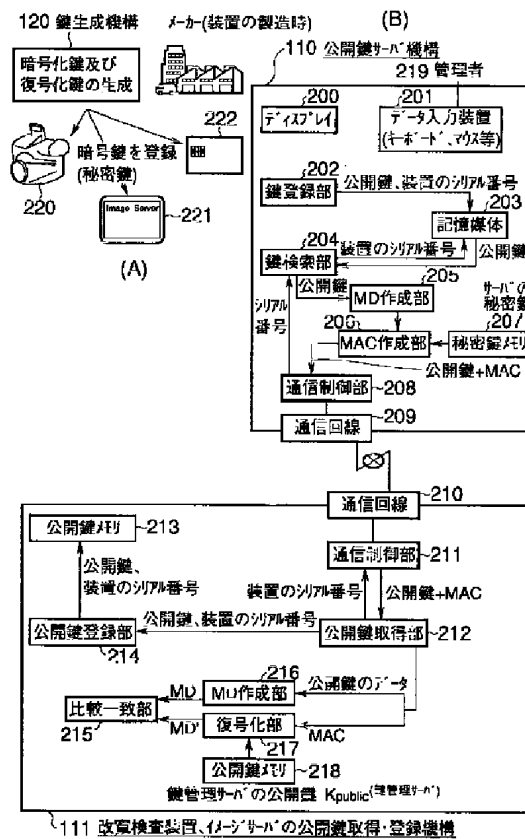 120 鍵生成機構
暗号化鍵及び
復号化鍵の生成
メーカー(装置の製造時)
暗号鍵を登録
(秘密鍵)
220
222
Image Server
221
(A)
(B)
110 公開鍵サーバ機構
219 管理者
200
ディスプレイ
201
データ入力装置
(キーボード、マウス等)
202
鍵登録部
公開鍵、装置のシリアル番号
203
記憶媒体
204
鍵検索部
装置のシリアル番号
公開鍵
公開鍵
205
MD作成部
シリアル
番号
サーバの
秘密鍵
206
MAC作成部
207
秘密鍵メモリ
公開鍵+MAC
通信制御部
208
209
通信回線
通信回線
210
公開鍵メモリ
213
通信制御部
211
公開鍵、
装置のシリアル番号
装置のシリアル番号
公開鍵+MAC
公開鍵登録部
214
公開鍵、装置のシリアル番号
公開鍵取得部
212
216
MD作成部
公開鍵のデータ
MD
比較一致部
215
MD'
復号化部
217
MAC
公開鍵メモリ
218
鍵管理サーバの公開鍵 Kpublic(鍵管理サーバ)
111 改竄検査装置、イメージサーバの公開鍵取得・登録機構